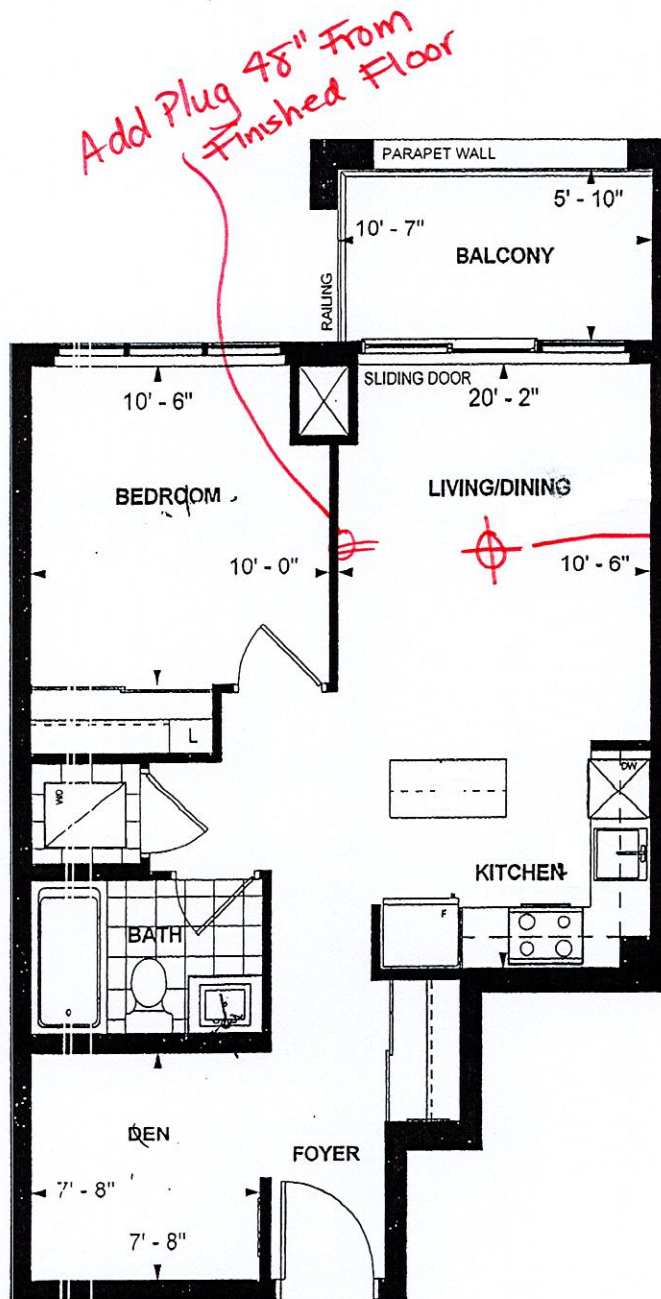 Add Plug 48" From
Finished Floor
PARAPET WALL
5' - 10"
10' - 7"
BALCONY
RAILING
SLIDING DOOR
10' - 6"
20' - 2"
BEDROOM
LIVING/DINING
10' - 0"
10' - 6"
L
WD
DW
KITCHEN
F
BATH
DEN
FOYER
7' - 8"
7' - 8"